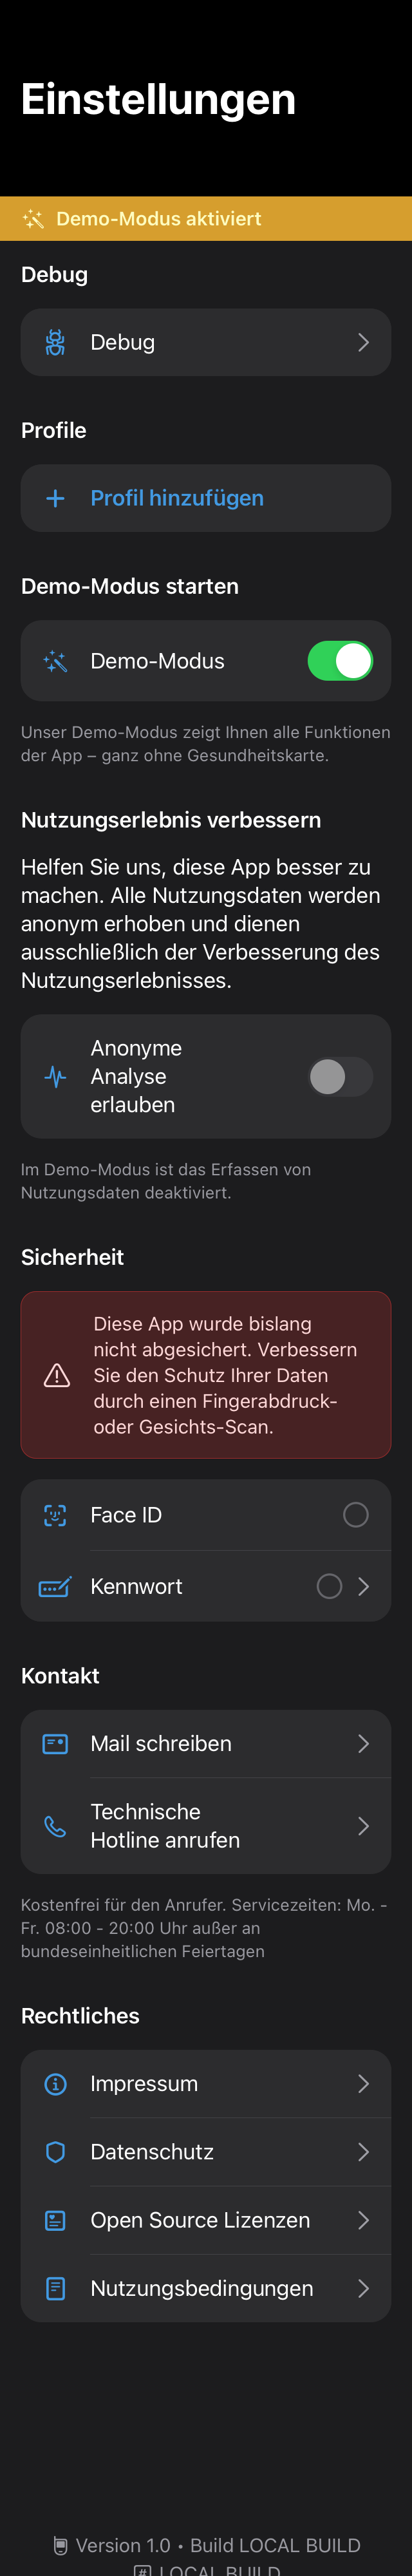 Einstellungen
Demo-Modus aktiviert
Debug
Debug
Profile
Profil hinzufügen
Demo-Modus starten
Demo-Modus
Unser Demo-Modus zeigt Ihnen alle Funktionen
der App – ganz ohne Gesundheitskarte.
Nutzungserlebnis verbessern
Helfen Sie uns, diese App besser zu
machen. Alle Nutzungsdaten werden
anonym erhoben und dienen
ausschließlich der Verbesserung des
Nutzungserlebnisses.
Anonyme
Analyse
erlauben
Im Demo-Modus ist das Erfassen von
Nutzungsdaten deaktiviert.
Sicherheit
Diese App wurde bislang
nicht abgesichert. Verbessern
Sie den Schutz Ihrer Daten
durch einen Fingerabdruck-
oder Gesichts-Scan.
Face ID
Kennwort
Kontakt
Mail schreiben
Technische
Hotline anrufen
Kostenfrei für den Anrufer. Servicezeiten: Mo. -
Fr. 08:00 - 20:00 Uhr außer an
bundeseinheitlichen Feiertagen
Rechtliches
Impressum
Datenschutz
Open Source Lizenzen
Nutzungsbedingungen
Version 1.0 • Build LOCAL BUILD
# LOCAL BUILD